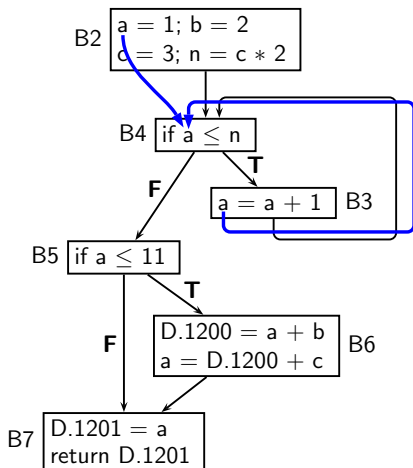 B2
a = 1; b = 2
c = 3; n = c * 2
B4
if a ≤ n
F
T
a = a + 1
B3
B5
if a ≤ 11
F
T
D.1200 = a + b
a = D.1200 + c
B6
B7
D.1201 = a
return D.1201